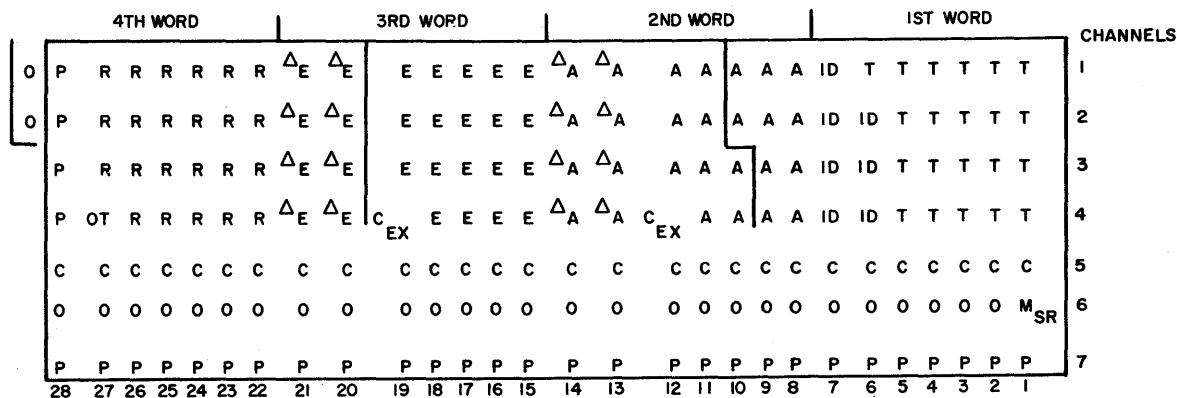 4TH WORD 3RD WORD 2ND WORD 1ST WORD
CHANNELS
O P R R R R R R ΔE ΔE E E E E E ΔA ΔA A A A A A ID T T T T T T 1
O P R R R R R R ΔE ΔE E E E E E ΔA ΔA A A A A A ID ID T T T T T 2
P R R R R R R ΔE ΔE E E E E E ΔA ΔA A A A A A ID ID T T T T T 3
P OT R R R R R ΔE ΔE CEX E E E E ΔA ΔA CEX A A A A ID ID T T T T T 4
C C C C C C C C C C C C C C C C C C C C C C C C C C C C 5
O O O O O O O O O O O O O O O O O O O O O O O O O O O MSR 6
P P P P P P P P P P P P P P P P P P P P P P P P P P P P 7
28 27 26 25 24 23 22 21 20 19 18 17 16 15 14 13 12 11 10 9 8 7 6 5 4 3 2 1